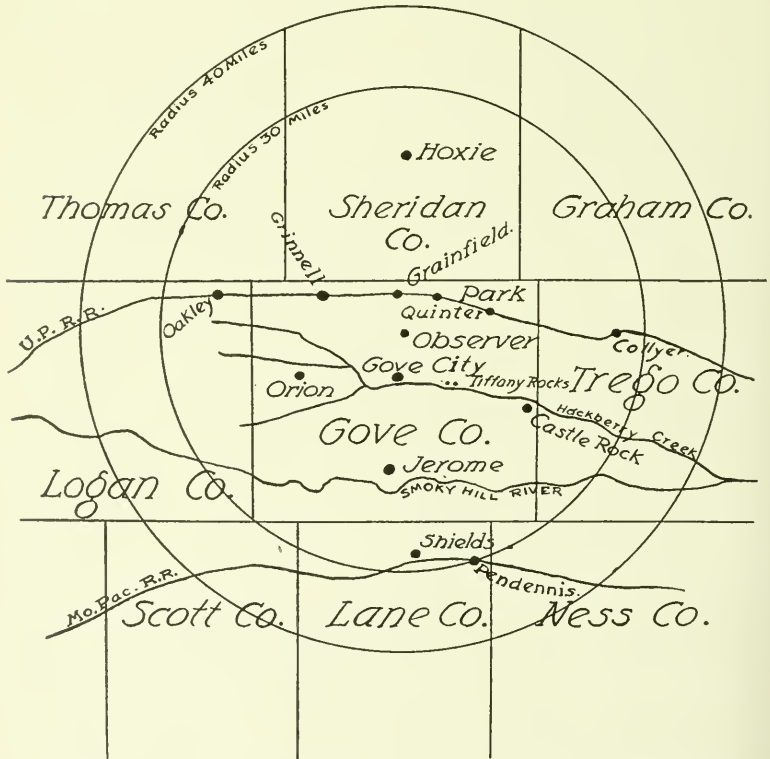 Radius 40 Miles
Radius 30 Miles
Hoxie
Thomas Co.
Sheridan
Co.
Graham Co.
Grinnell
Grainfield.
Park
Quinter
U.P. R.R.
Oakley
Observer
Collyer.
Gove City
Orion
Tiffany Rocks
Trego Co.
Hackberry Creek
Castle Rock
Gove Co.
Jerome
Logan Co.
SMOKY HILL RIVER
Shields
Pendennis.
Mo. Pac. R.R.
Scott Co.
Lane Co.
Ness Co.